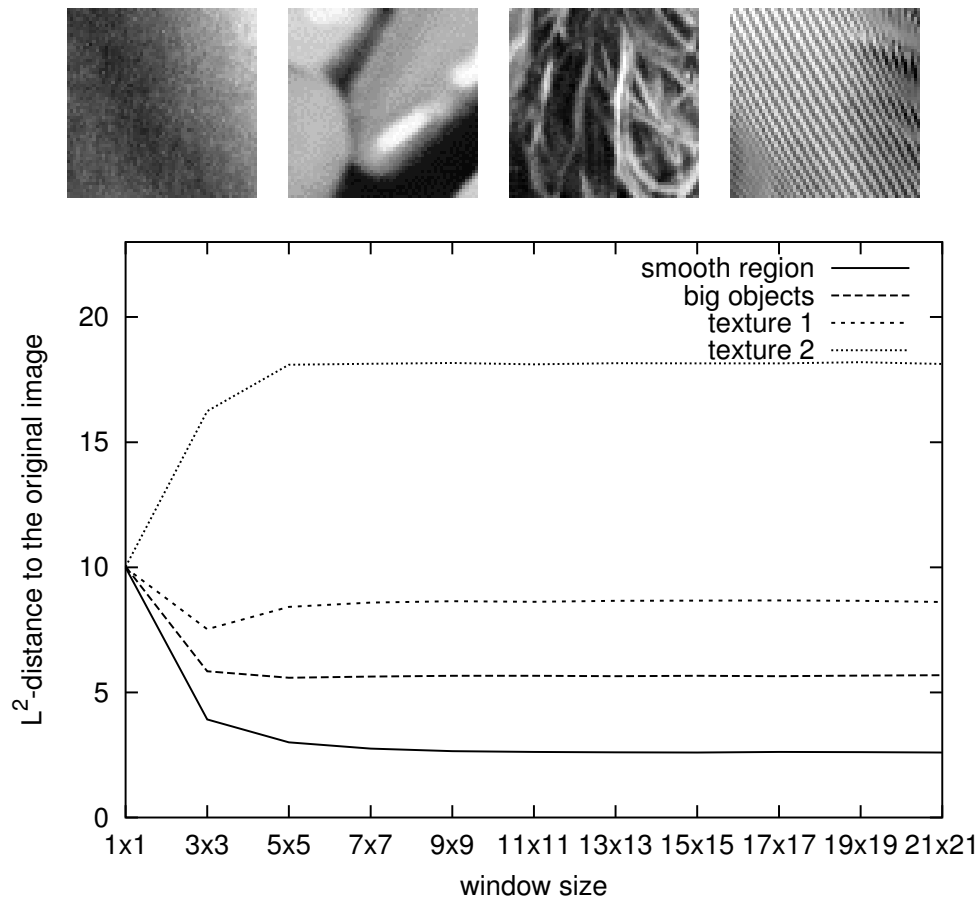 smooth region
big objects
texture 1
texture 2
20
15
10
5
0
L2-distance to the original image
1x1 3x3 5x5 7x7 9x9 11x11 13x13 15x15 17x17 19x19 21x21
window size